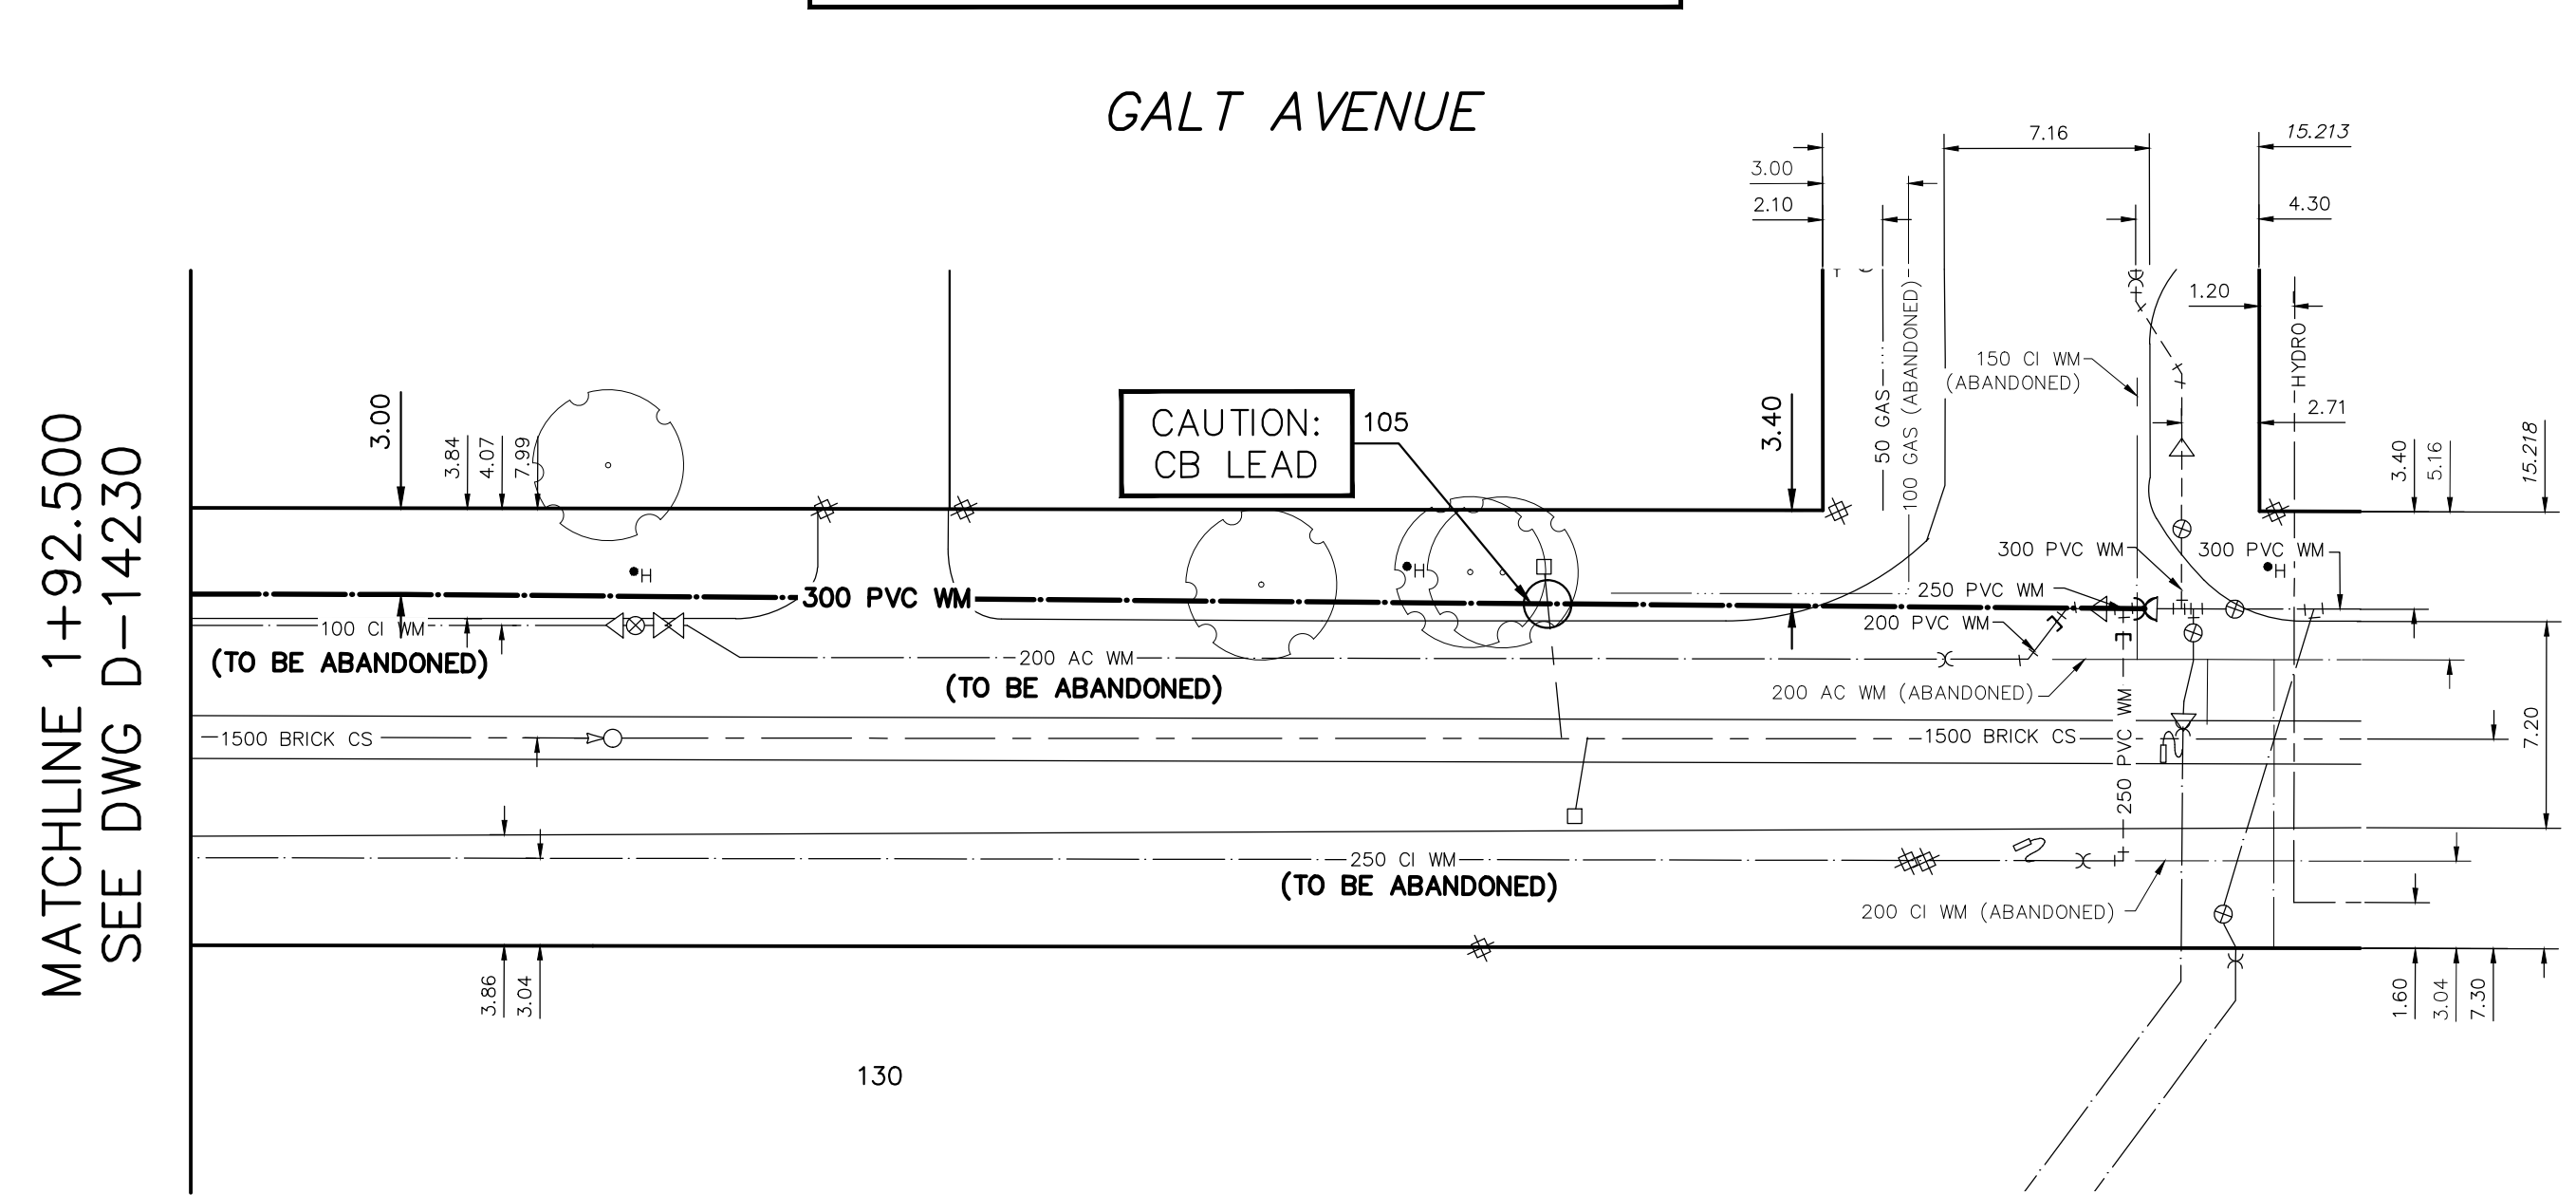 GALT AVENUE
7.16
15.213
3.00
2.10
4.30
1.20
HYDRO
2.71
50 GAS
100 GAS (ABANDONED)
150 CI WM
(ABANDONED)
MATCHLINE 1+92.500
SEE DWG D-14230
3.00
3.84
4.07
7.99
CAUTION:
CB LEAD
105
3.40
3.40
5.16
15.218
H
H
H
300 PVC WM
300 PVC WM
300 PVC WM
250 PVC WM
200 PVC WM
100 CI WM
(TO BE ABANDONED)
200 AC WM
(TO BE ABANDONED)
200 AC WM (ABANDONED)
1500 BRICK CS
1500 BRICK CS
250 PVC WM
7.20
250 CI WM
(TO BE ABANDONED)
200 CI WM (ABANDONED)
3.86
3.04
1.60
3.04
7.30
130